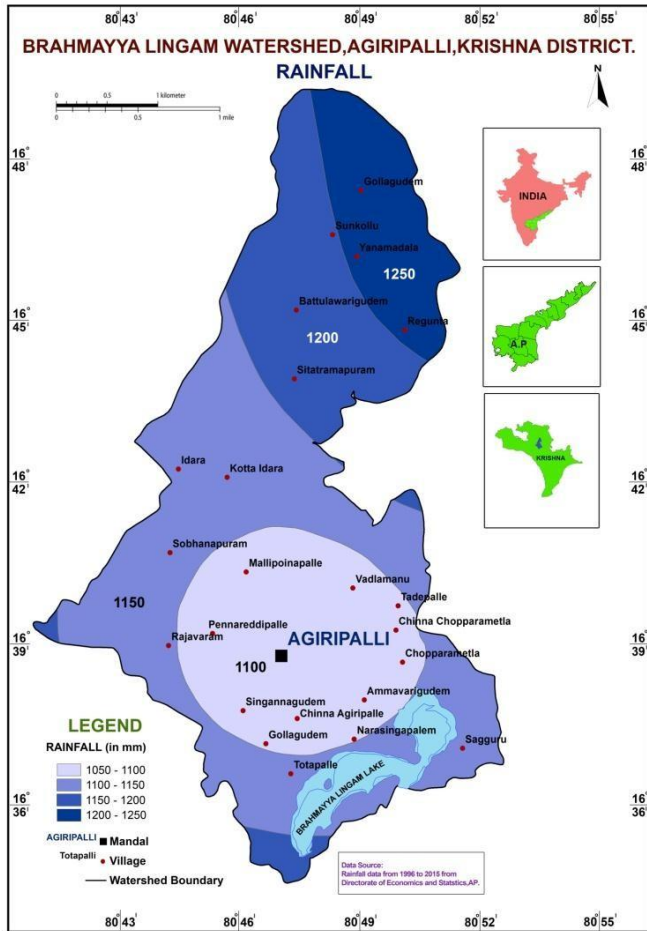 80° 43' 80° 46' 80° 49' 80° 52' 80° 55'
BRAHMAYYA LINGAM WATERSHED,AGIRIPALLI,KRISHNA DISTRICT.
RAINFALL
N
0 0.5 1 kilometer
0 0.5 1 mile
16° 48'
16° 48'
Gollagudem
INDIA
Sunkollu
Yanamadala
1250
Battulawarigudem
Regunta
16° 45'
16° 45'
1200
A.P.
Sitatramapuram
Idara
Kotta Idara
KRISHNA
16° 42'
16° 42'
Sobhanapuram
Mallipoinapalle
Vadlamanu
1150
Tadepalle
Pennareddipalle
Chinna Chopparametla
16° 39'
16° 39'
Rajavaram
AGIRIPALLI
1100
Chopparametla
Ammavarigudem
Singannagudem
Chinna Agiripalle
Gollagudem
Narasingapalem
Sagguru
Totapalle
BRAHMAYYA LINGAM LAKE
LEGEND
RAINFALL (in mm)
1050 - 1100
1100 - 1150
1150 - 1200
1200 - 1250
16° 36'
16° 36'
AGIRIPALLI Mandal
Totapalli Village
Watershed Boundary
Data Source:
Rainfall data from 1996 to 2015 from
Directorate of Economics and Statstics,AP.
80° 43' 80° 46' 80° 49' 80° 52' 80° 55'